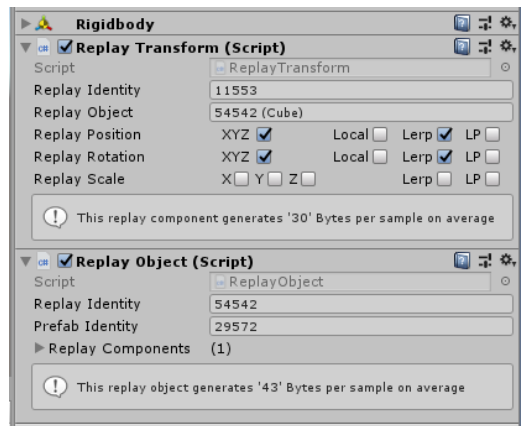 Rigidbody
Replay Transform (Script)
Script ReplayTransform
Replay Identity 11553
Replay Object 54542 (Cube)
Replay Position XYZ Local Lerp LP
Replay Rotation XYZ Local Lerp LP
Replay Scale X Y Z Lerp LP
This replay component generates '30' Bytes per sample on average
Replay Object (Script)
Script ReplayObject
Replay Identity 54542
Prefab Identity 29572
Replay Components (1)
This replay object generates '43' Bytes per sample on average